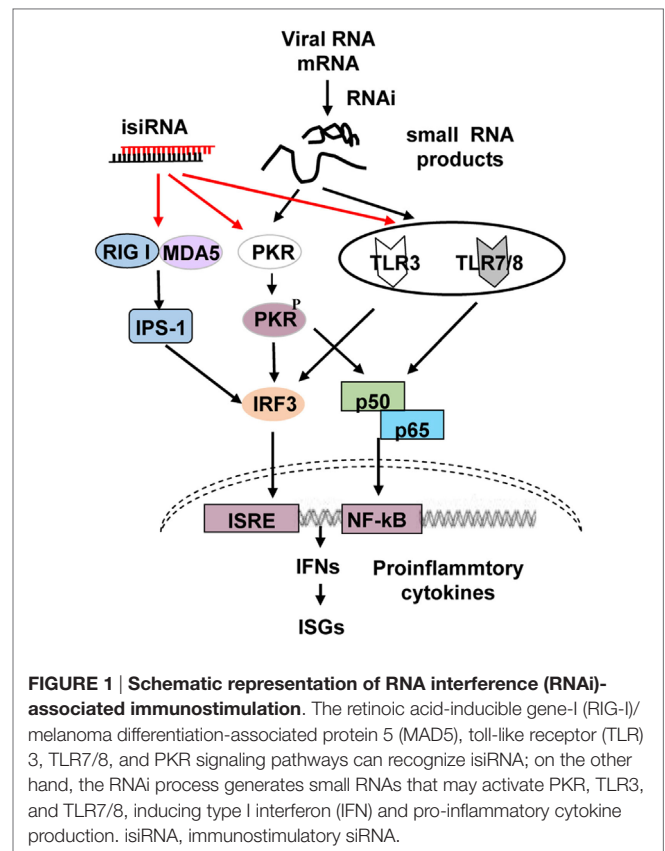 Viral RNA
mRNA
RNAi
isiRNA
small RNA
products
RIG I
MDA5
PKR
TLR3
TLR7/8
P
IPS-1
PKR
IRF3
p50
p65
ISRE
NF-kB
IFNs
Proinflammtory
cytokines
ISGs
FIGURE 1 | Schematic representation of RNA interference (RNAi)-
associated immunostimulation. The retinoic acid-inducible gene-I (RIG-I)/
melanoma differentiation-associated protein 5 (MAD5), toll-like receptor (TLR)
3, TLR7/8, and PKR signaling pathways can recognize isiRNA; on the other
hand, the RNAi process generates small RNAs that may activate PKR, TLR3,
and TLR7/8, inducing type I interferon (IFN) and pro-inflammatory cytokine
production. isiRNA, immunostimulatory siRNA.